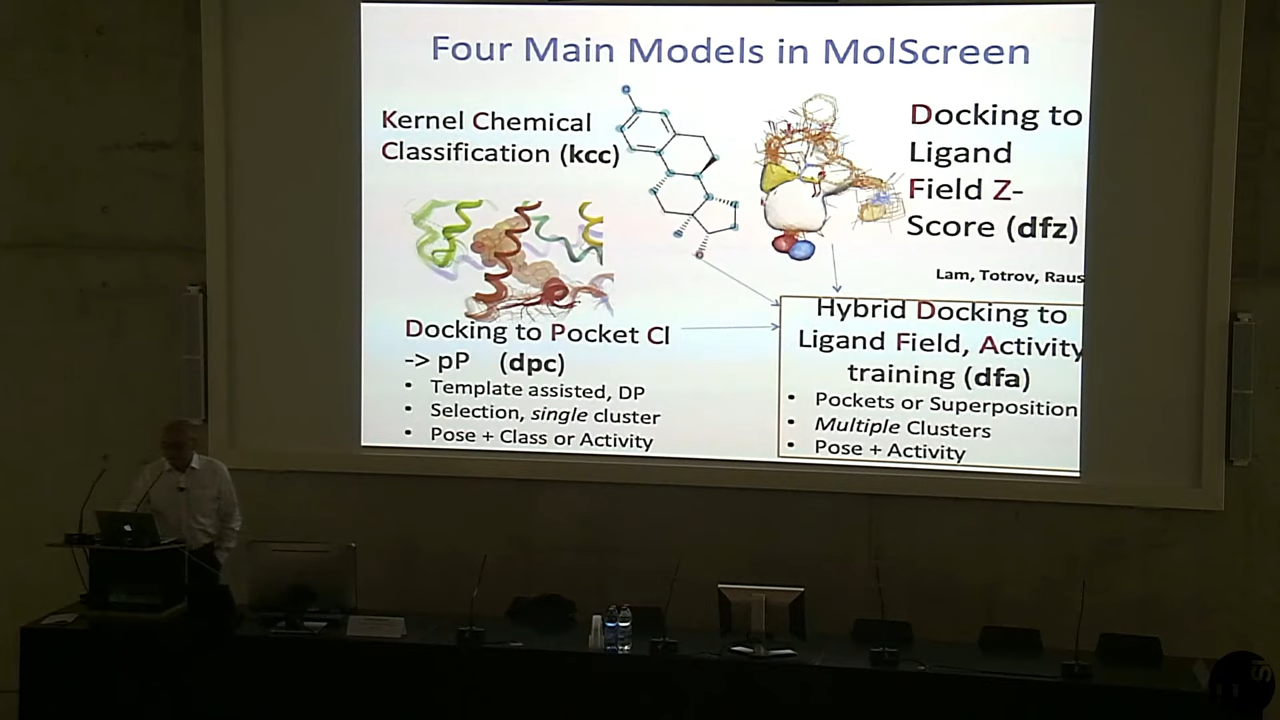 Four Main Models in MolScreen
Kernel Chemical
Classification (kcc)
Docking to
Ligand
Field Z-
Score (dfz)
Lam, Totrov, Raus
Docking to Pocket Cl
-> pP (dpc)
• Template assisted, DP
• Selection, single cluster
• Pose + Class or Activity
Hybrid Docking to
Ligand Field, Activity
training (dfa)
• Pockets or Superposition
• Multiple Clusters
• Pose + Activity